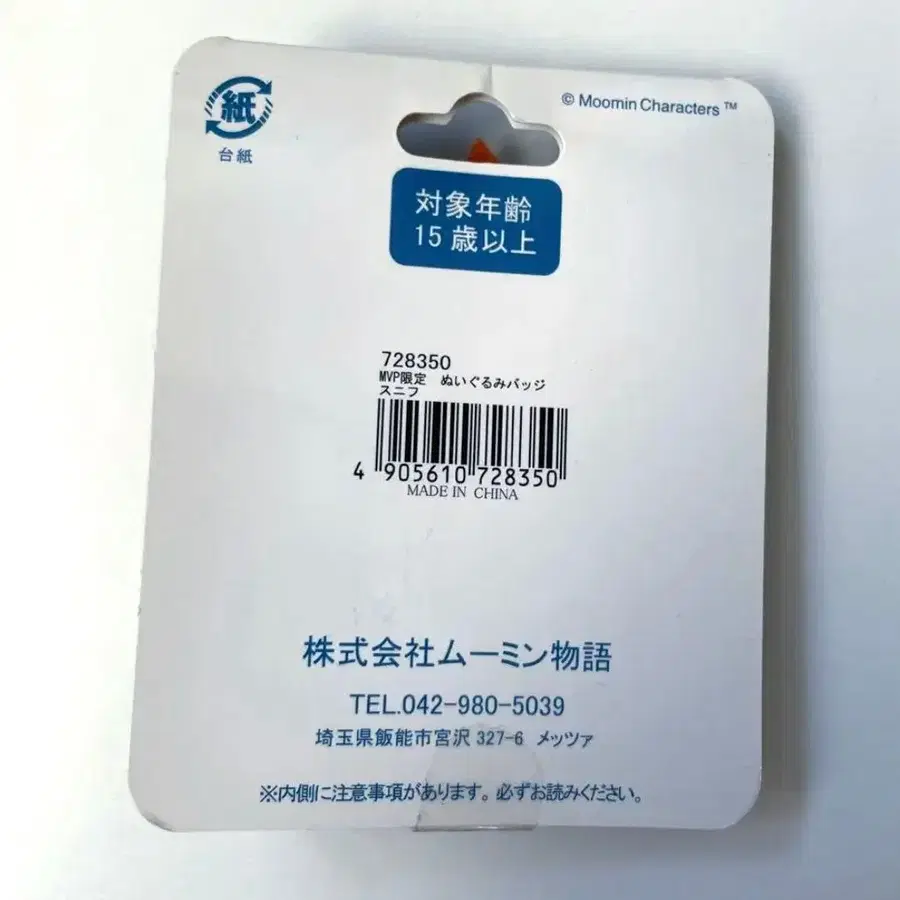 紙
台紙
© Moomin Characters ™
対象年齢
15歳以上
728350
MVP限定　ぬいぐるみバッジ
スニフ
4 905610 728350
MADE IN CHINA
株式会社ムーミン物語
TEL.042-980-5039
埼玉県飯能市宮沢 327-6 メッツァ
※内側に注意事項があります。必ずお読みください。